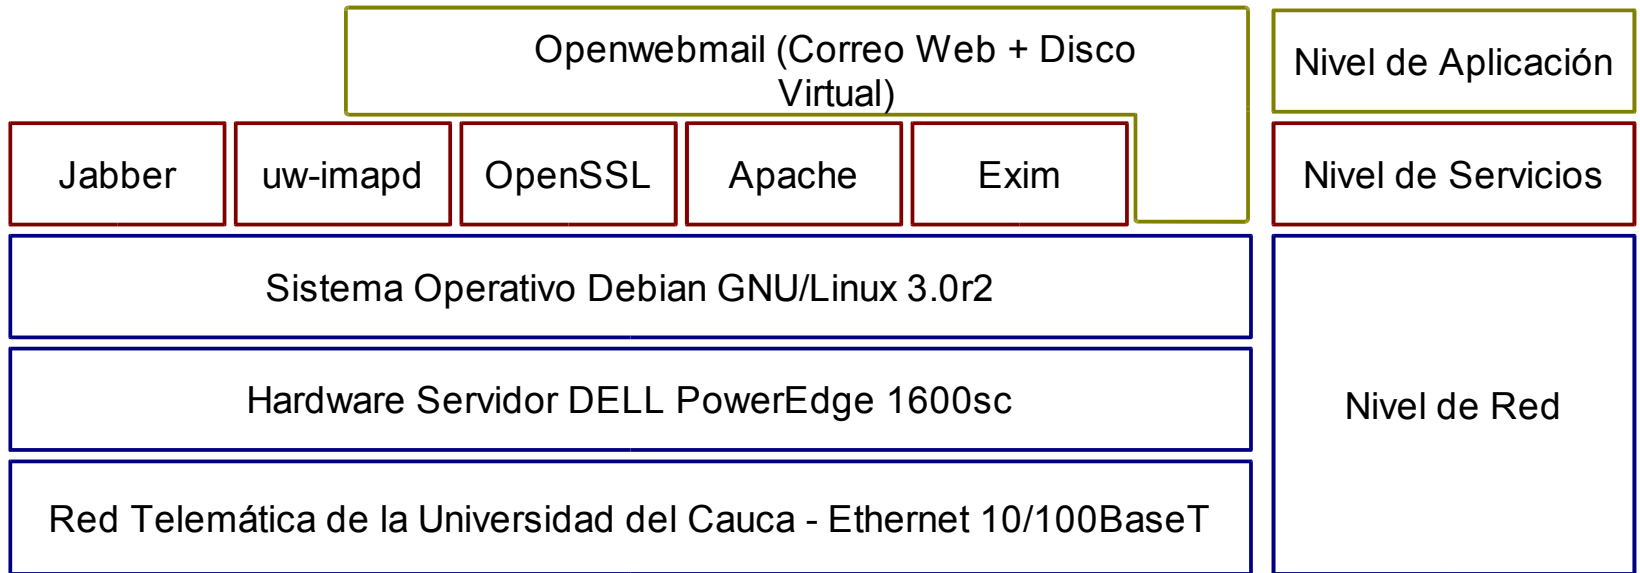 Openwebmail (Correo Web + Disco
Virtual)
Nivel de Aplicación
Jabber
uw-imapd
OpenSSL
Apache
Exim
Nivel de Servicios
Sistema Operativo Debian GNU/Linux 3.0r2
Hardware Servidor DELL PowerEdge 1600sc
Nivel de Red
Red Telemática de la Universidad del Cauca - Ethernet 10/100BaseT